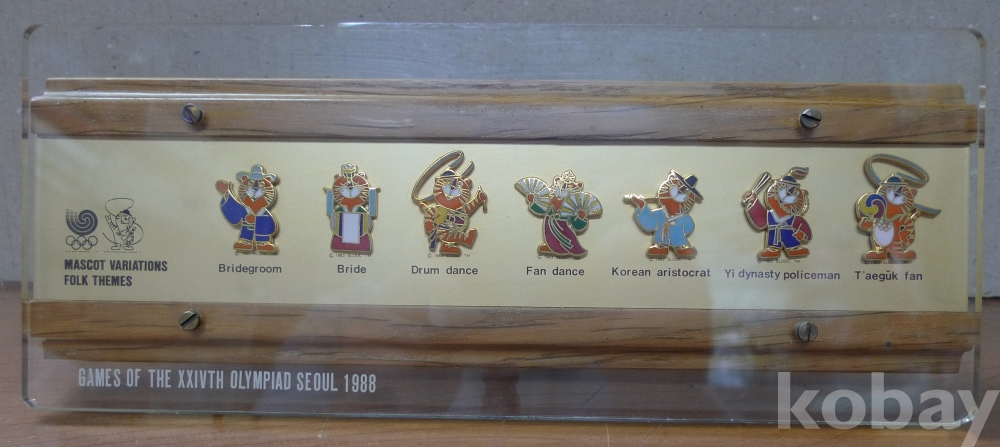 MASCOT VARIATIONS
FOLK THEMES
Bridegroom
Bride
Drum dance
Fan dance
Korean aristocrat
Yi dynasty policeman
T'aegŭk fan
GAMES OF THE XXIVTH OLYMPIAD SEOUL 1988
kobay